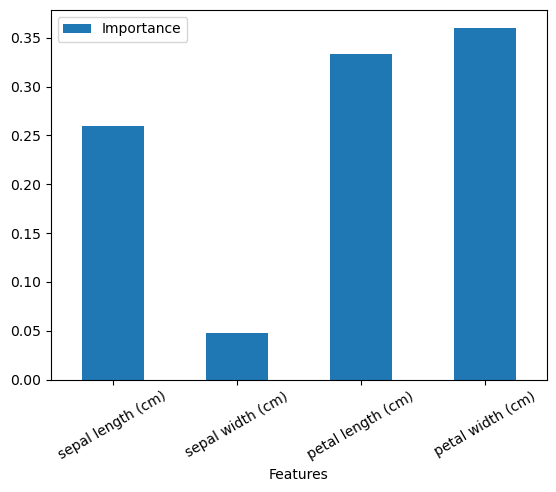 Importance
0.35
0.30
0.25
0.20
0.15
0.10
0.05
0.00
sepal length (cm)
sepal width (cm)
petal length (cm)
petal width (cm)
Features